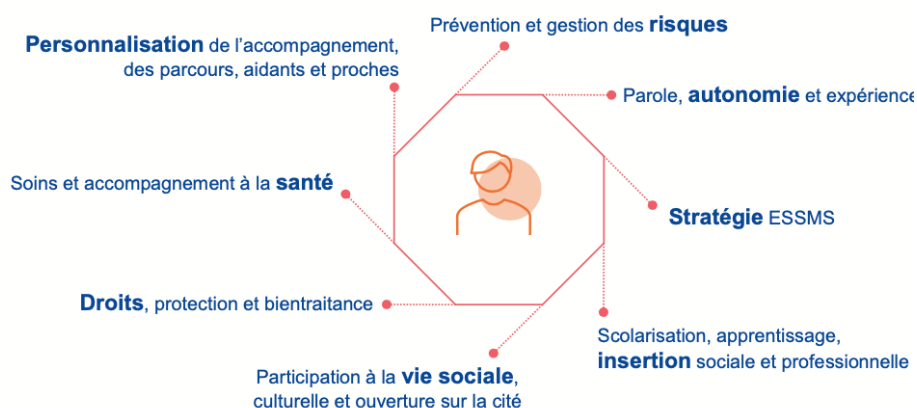 Prévention et gestion des risques
Personnalisation de l'accompagnement,
des parcours, aidants et proches
Parole, autonomie et expérience
Soins et accompagnement à la santé
Stratégie ESSMS
Droits, protection et bientraitance
Scolarisation, apprentissage,
insertion sociale et professionnelle
Participation à la vie sociale,
culturelle et ouverture sur la cité